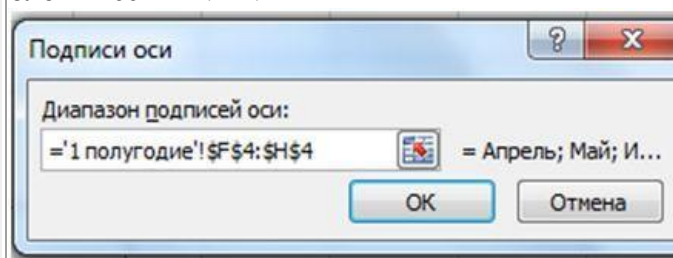 Подписи оси
Диапазон подписей оси:
='1 полугодие'!$F$4:$H$4 = Апрель; Май; И...
ОК Отмена